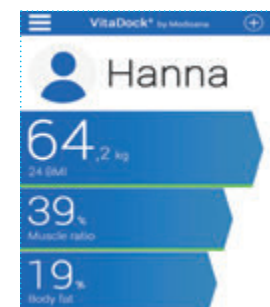 VitaDock® by Medisana
Hanna
64,2 kg
24 BMI
39%
Muscle ratio
19%
Body fat